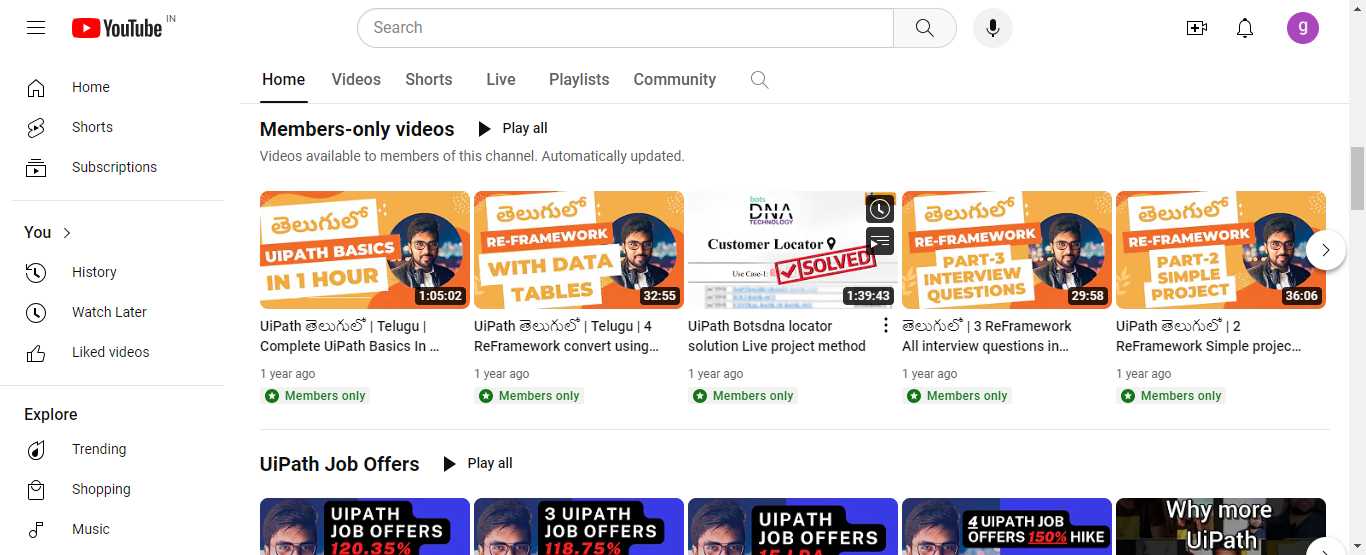 YouTube IN
Search
g
Home
Shorts
Subscriptions
You
History
Watch Later
Liked videos
Explore
Trending
Shopping
Music
Home Videos Shorts Live Playlists Community
Members-only videos Play all
Videos available to members of this channel. Automatically updated.
తెలుగులో
UIPATH BASICS
IN 1 HOUR
1:05:02
UiPath తెలుగులో | Telugu |
Complete UiPath Basics In ...
1 year ago
Members only
తెలుగులో
RE-FRAMEWORK
WITH DATA
TABLES
32:55
UiPath తెలుగులో | Telugu | 4
ReFramework convert using...
1 year ago
Members only
bots
DNA
TECHNOLOGY
Customer Locator
Use Case-1:
SOLVED
1:39:43
UiPath Botsdna locator
solution Live project method
1 year ago
Members only
తెలుగులో
RE-FRAMEWORK
PART-3
INTERVIEW
QUESTIONS
29:58
తెలుగులో | 3 ReFramework
All interview questions in...
1 year ago
Members only
తెలుగులో
RE-FRAMEWORK
PART-2
SIMPLE
PROJECT
36:06
UiPath తెలుగులో | 2
ReFramework Simple projec...
1 year ago
Members only
UiPath Job Offers Play all
UIPATH
JOB OFFERS
120.35%
3 UIPATH
JOB OFFERS
118.75%
UIPATH
JOB OFFERS
15 LPA
4 UIPATH JOB
OFFERS 150% HIKE
Why more
UiPath